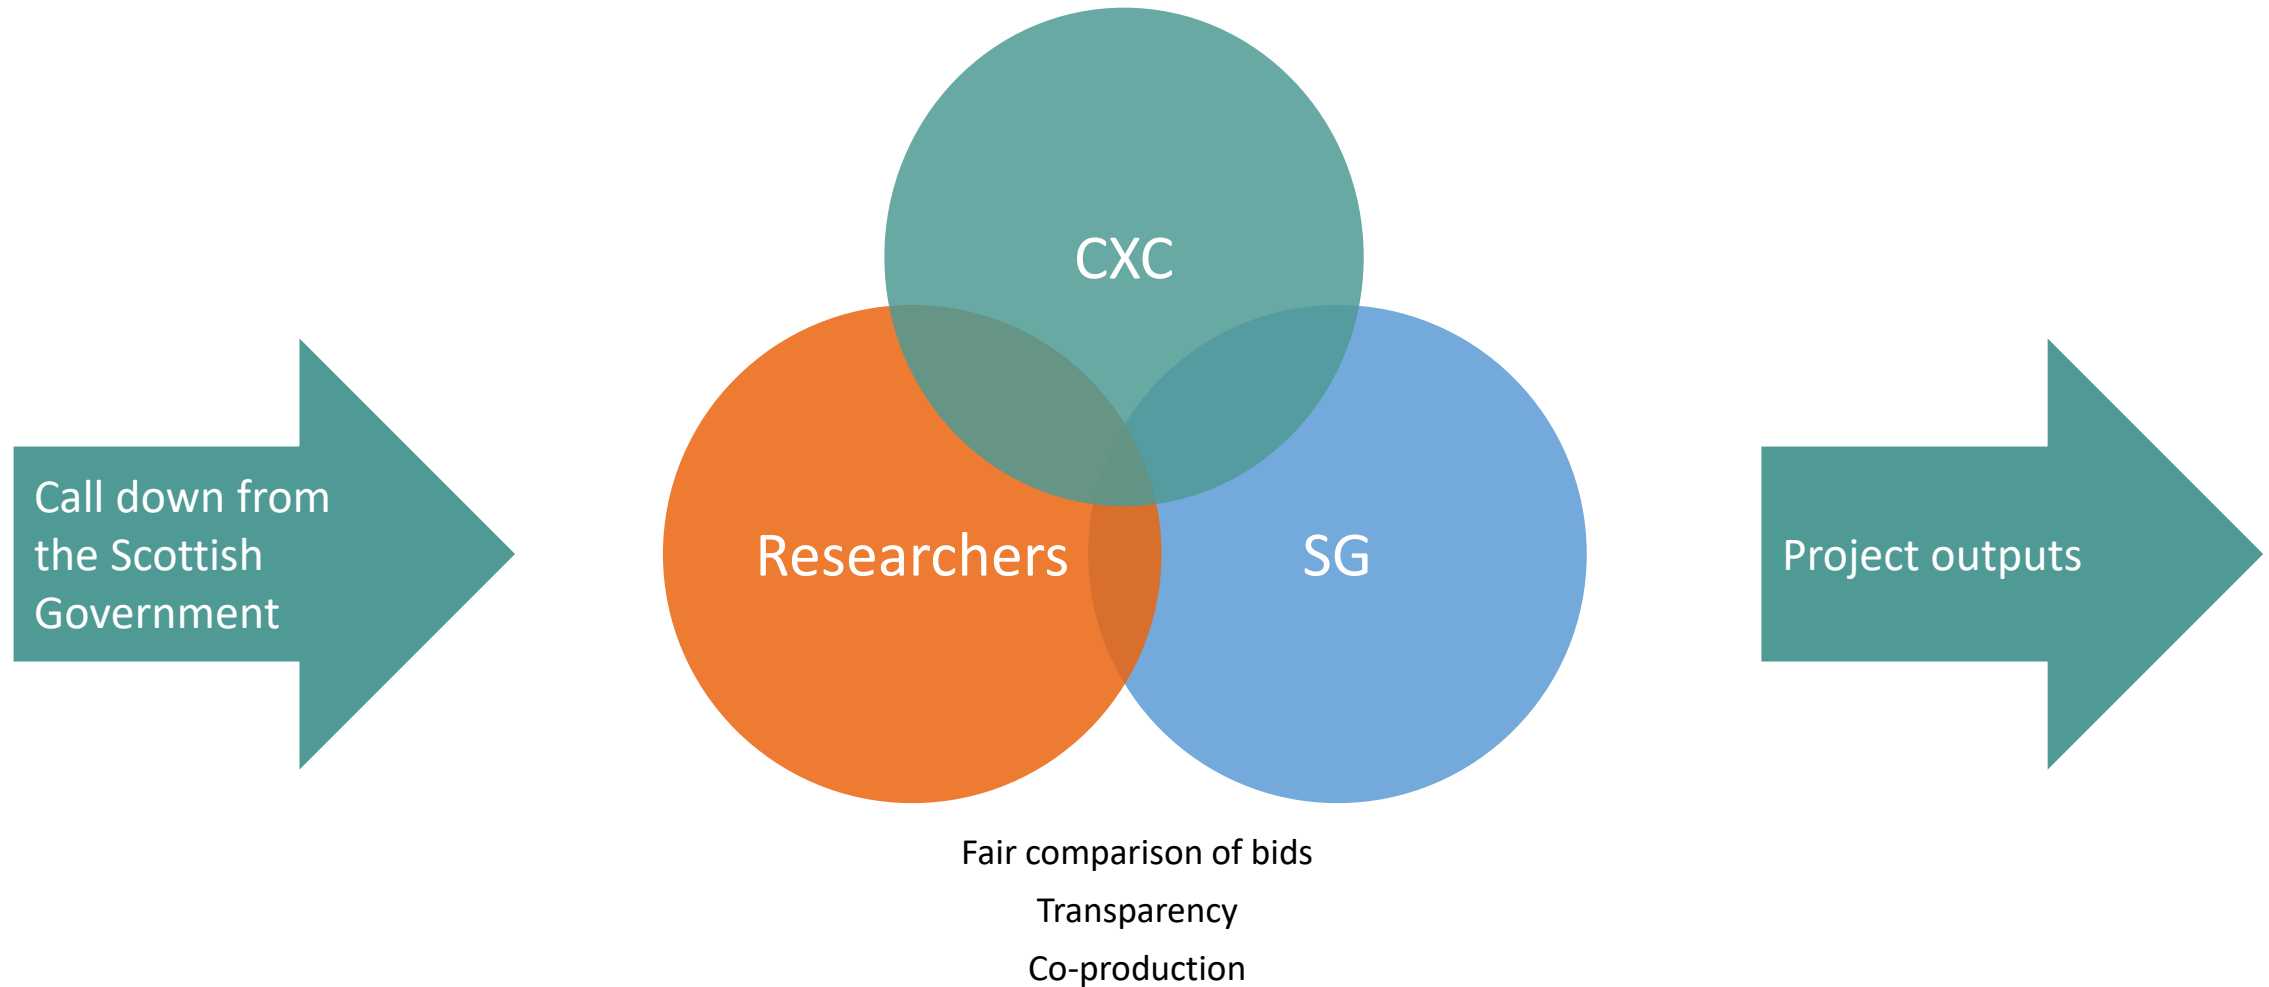 CXC
Call down from
the Scottish
Government
Researchers
SG
Project outputs
Fair comparison of bids
Transparency
Co-production